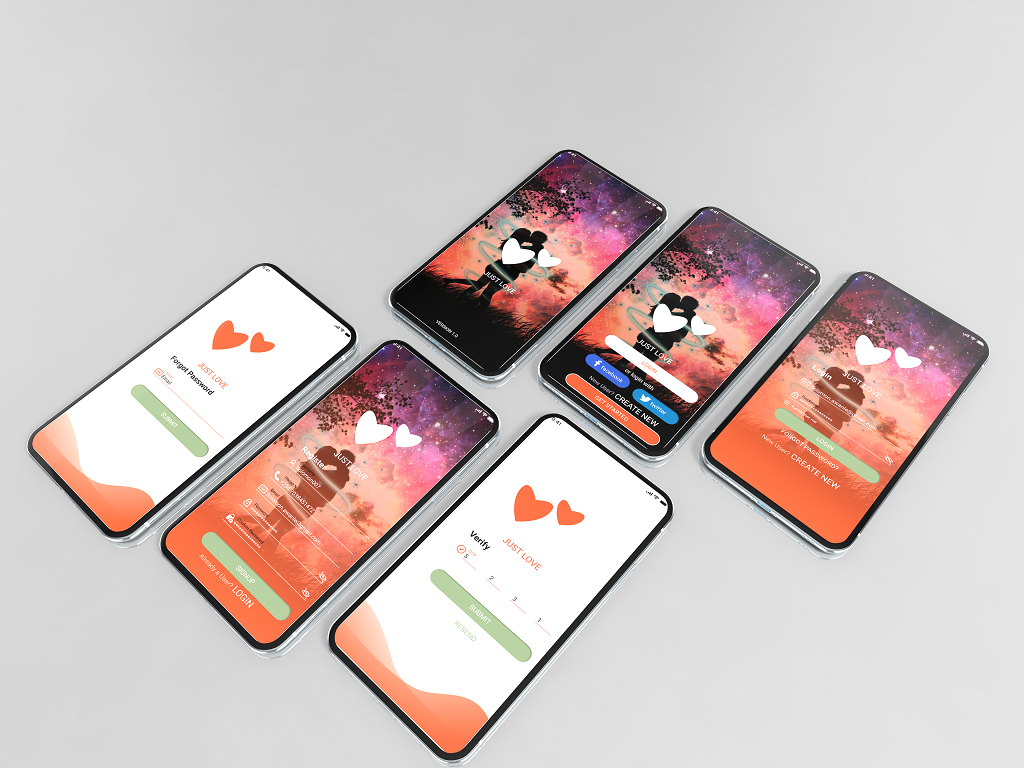 JUST LOVE
VERSION 1.0
JUST LOVE
LOGIN
or login with
facebook
twitter
New User? CREATE NEW
GET STARTED
JUST LOVE
Login
LOGIN
FORGOT PASSWORD?
New User? CREATE NEW
JUST LOVE
Forgot Password
Email
SUBMIT
JUST LOVE
Register
SIGNUP
Already a User? LOGIN
JUST LOVE
Verify
5 2 3 1
SUBMIT
RESEND